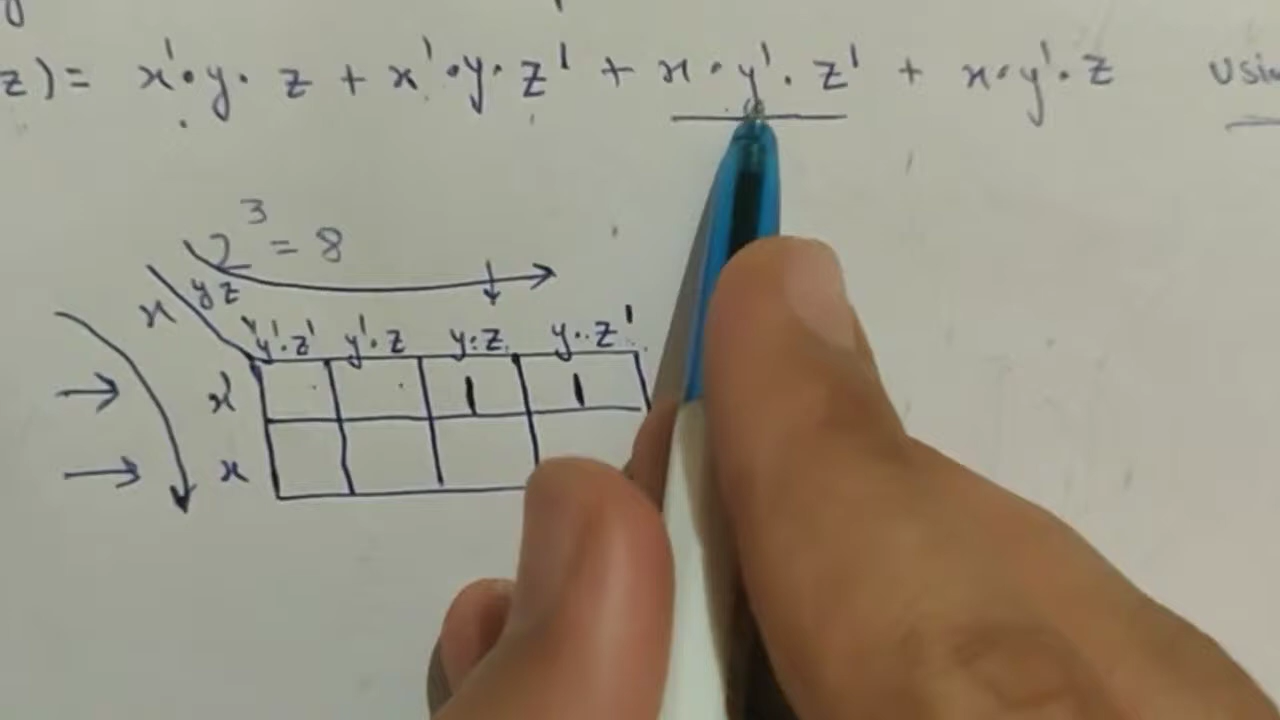 z) = x'·y·z + x'·y·z' + x·y'·z' + x·y'·z
2³ = 8
x yz
y'·z' y'·z y·z y·z'
x' 1 1
x